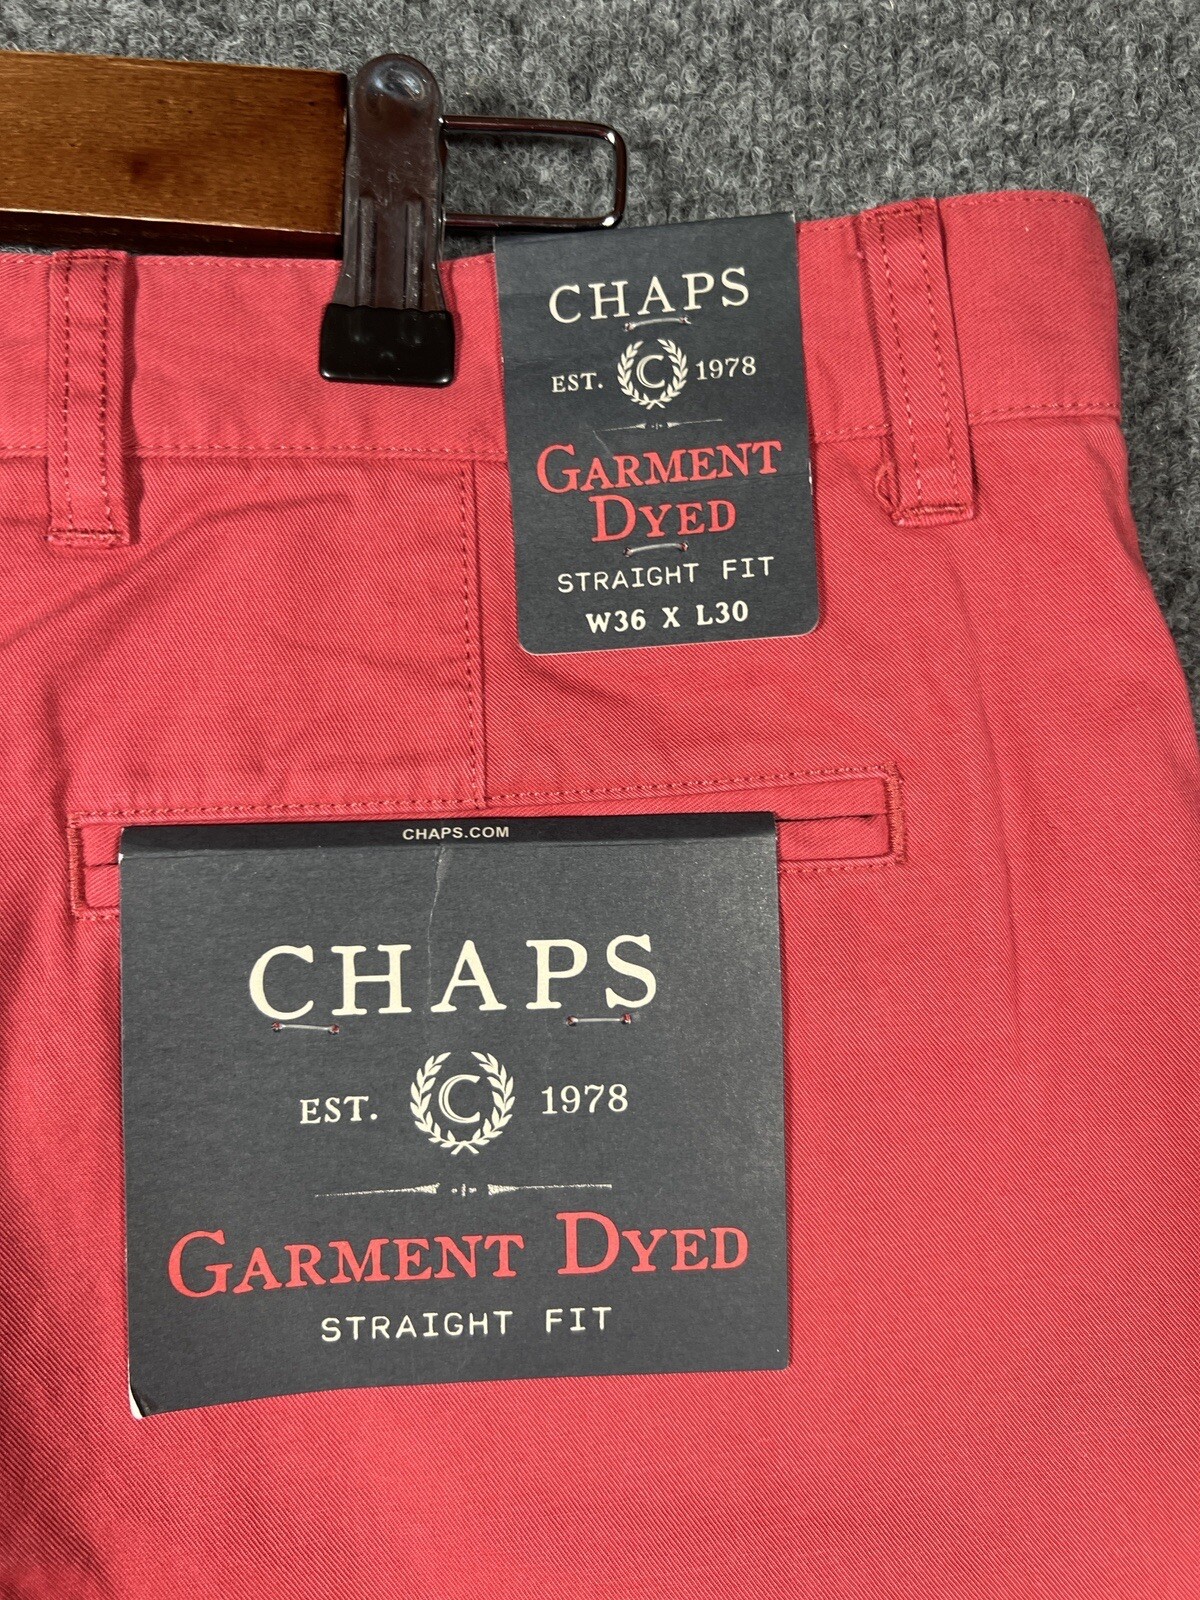 CHAPS
EST. C 1978
GARMENT
DYED
STRAIGHT FIT
W36 X L30
CHAPS.COM
CHAPS
EST. C 1978
GARMENT DYED
STRAIGHT FIT